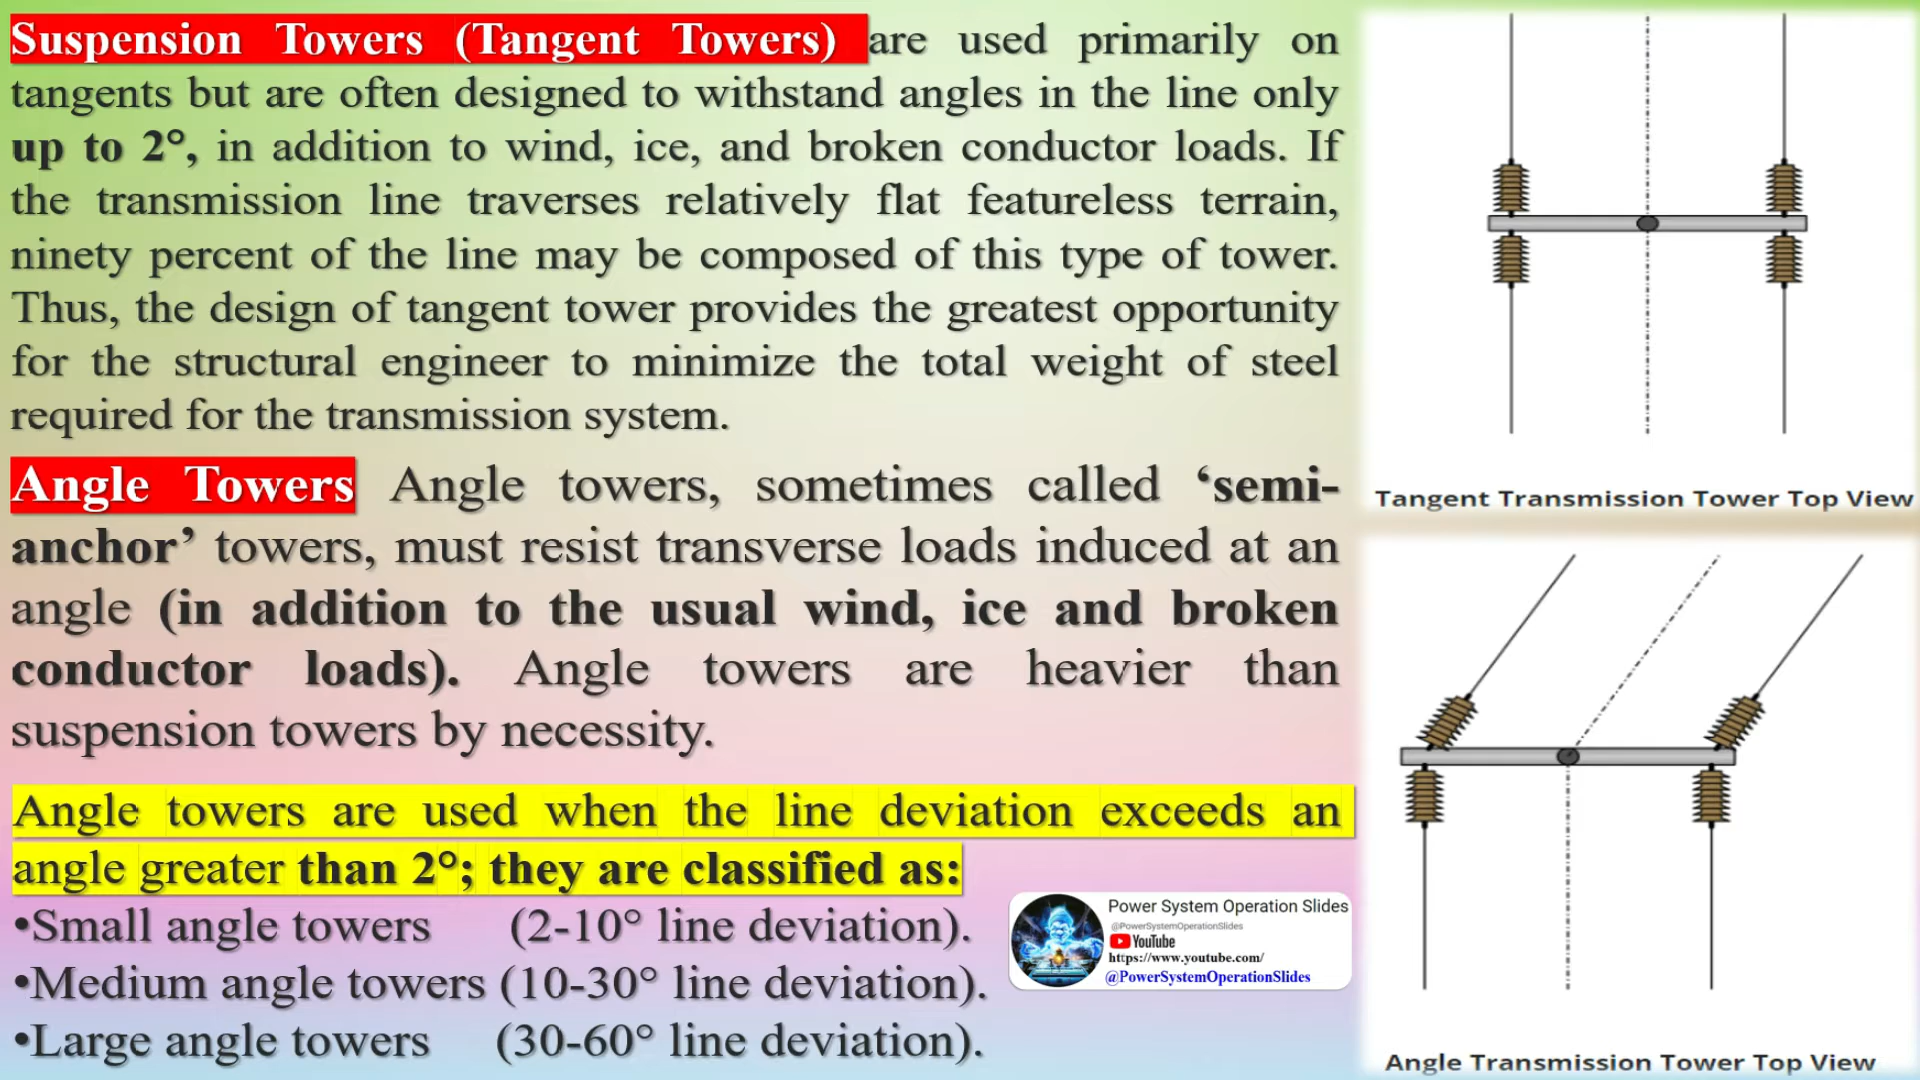 Suspension Towers (Tangent Towers) are used primarily on
tangents but are often designed to withstand angles in the line only
up to 2°, in addition to wind, ice, and broken conductor loads. If
the transmission line traverses relatively flat featureless terrain,
ninety percent of the line may be composed of this type of tower.
Thus, the design of tangent tower provides the greatest opportunity
for the structural engineer to minimize the total weight of steel
required for the transmission system.
Angle Towers Angle towers, sometimes called ‘semi-
anchor’ towers, must resist transverse loads induced at an
angle (in addition to the usual wind, ice and broken
conductor loads). Angle towers are heavier than
suspension towers by necessity.
Angle towers are used when the line deviation exceeds an
angle greater than 2°; they are classified as:
•Small angle towers (2-10° line deviation).
•Medium angle towers (10-30° line deviation).
•Large angle towers (30-60° line deviation).
Power System Operation Slides
@PowerSystemOperationSlides
YouTube
https://www.youtube.com/
@PowerSystemOperationSlides
Tangent Transmission Tower Top View
Angle Transmission Tower Top View